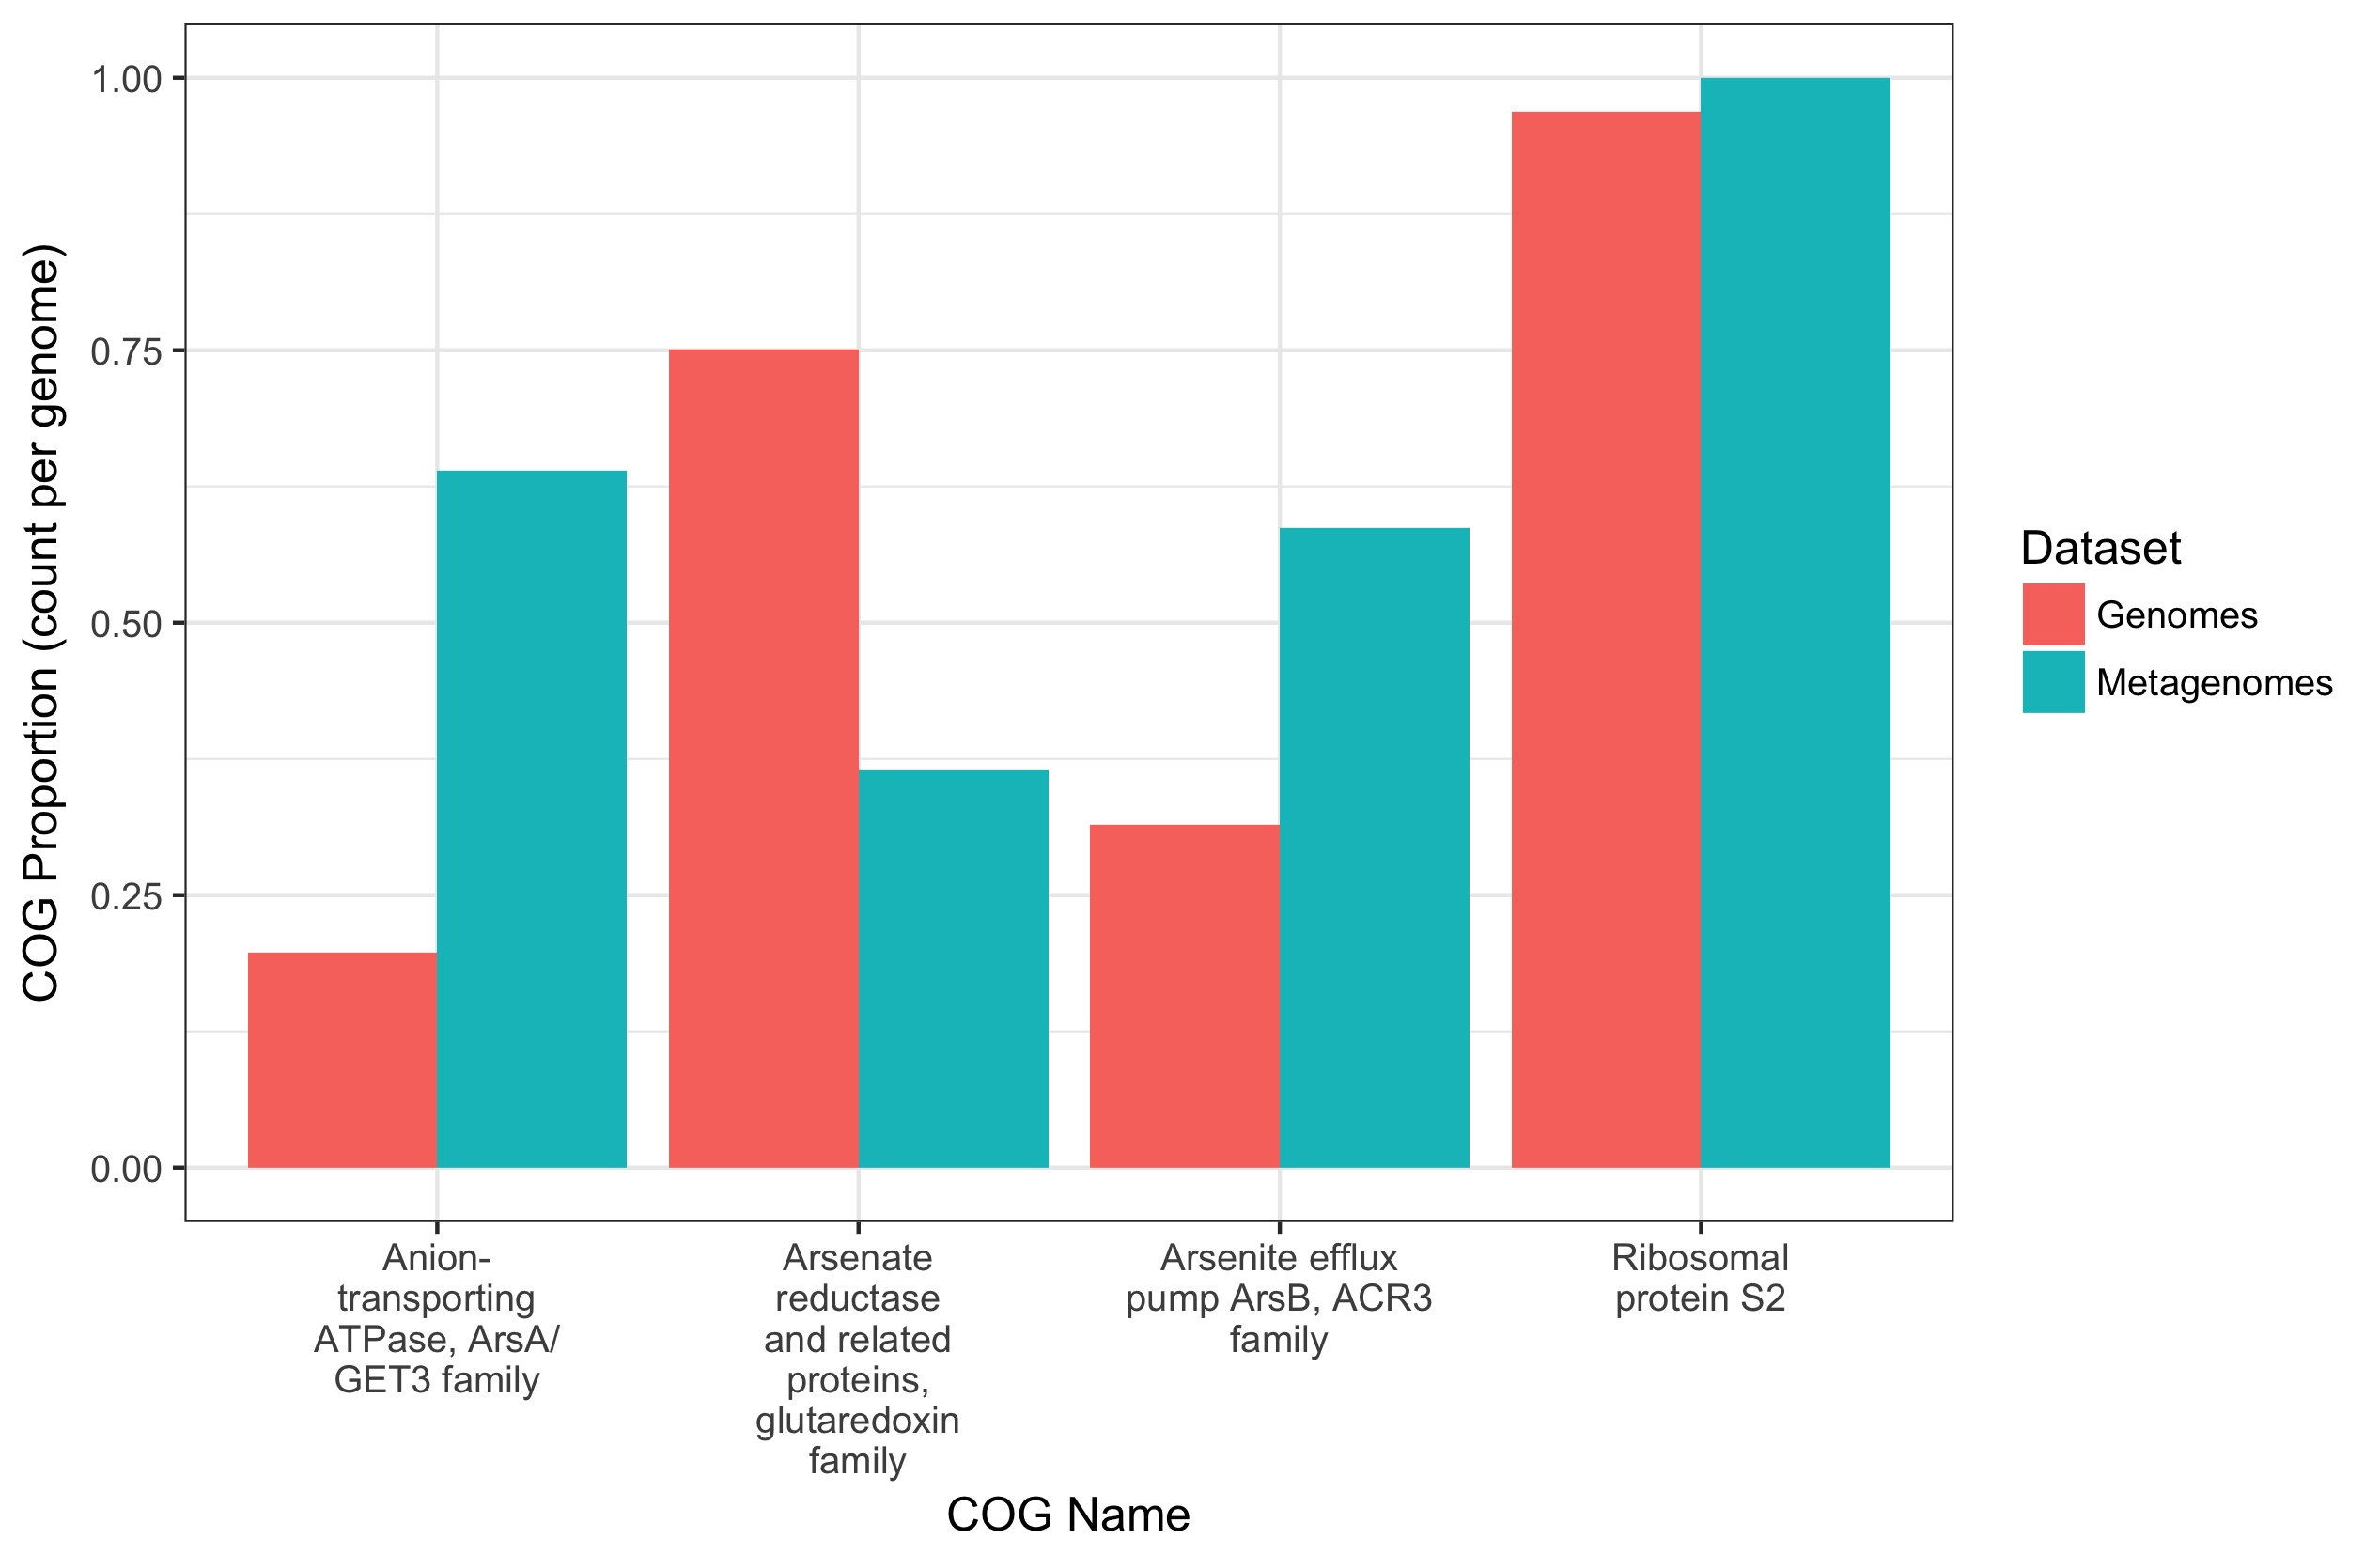 COG Proportion (count per genome)
1.00
0.75
0.50
0.25
0.00
Anion-
transporting
ATPase, ArsA/
GET3 family
Arsenate
reductase
and related
proteins,
glutaredoxin
family
Arsenite efflux
pump ArsB, ACR3
family
Ribosomal
protein S2
COG Name
Dataset
Genomes
Metagenomes